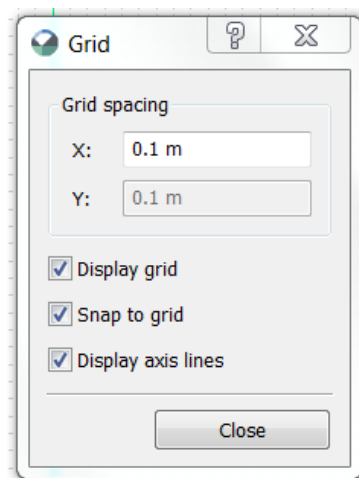 Grid
Grid spacing
X: 0.1 m
Y: 0.1 m
Display grid
Snap to grid
Display axis lines
Close